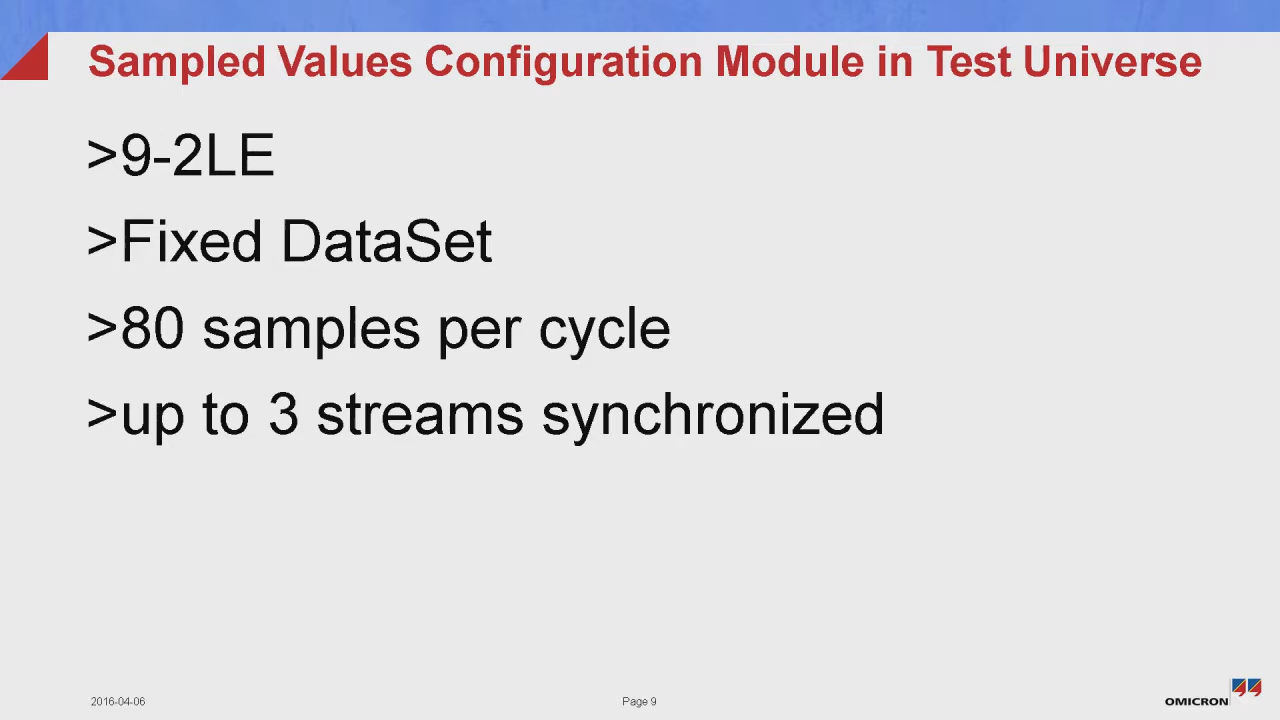 Sampled Values Configuration Module in Test Universe
>9-2LE
>Fixed DataSet
>80 samples per cycle
>up to 3 streams synchronized
2016-04-06
Page 9
OMICRON